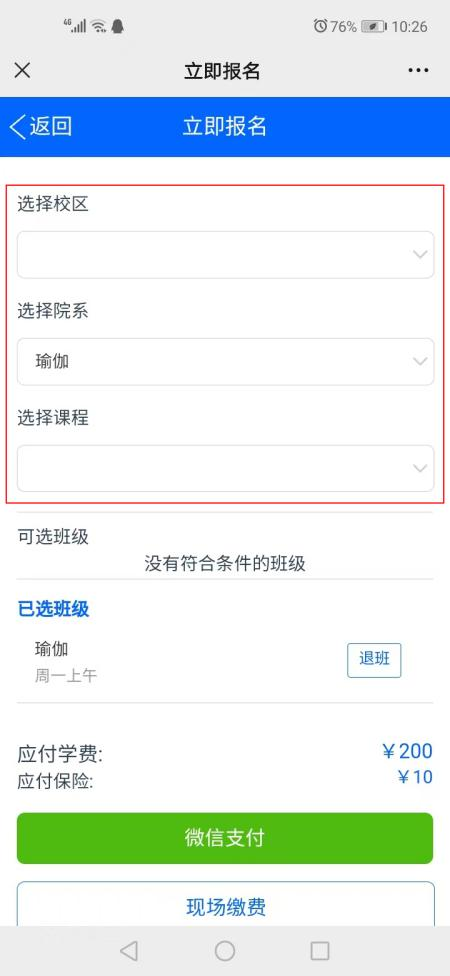 4G 76% 10:26
立即报名
返回 立即报名
选择校区
选择院系
瑜伽
选择课程
可选班级
没有符合条件的班级
已选班级
瑜伽
周一上午
退班
应付学费: ￥200
应付保险: ￥10
微信支付
现场缴费